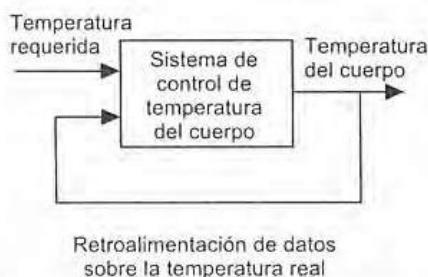 Temperatura
requerida
Sistema de
control de
temperatura
del cuerpo
Temperatura
del cuerpo
Retroalimentación de datos
sobre la temperatura real